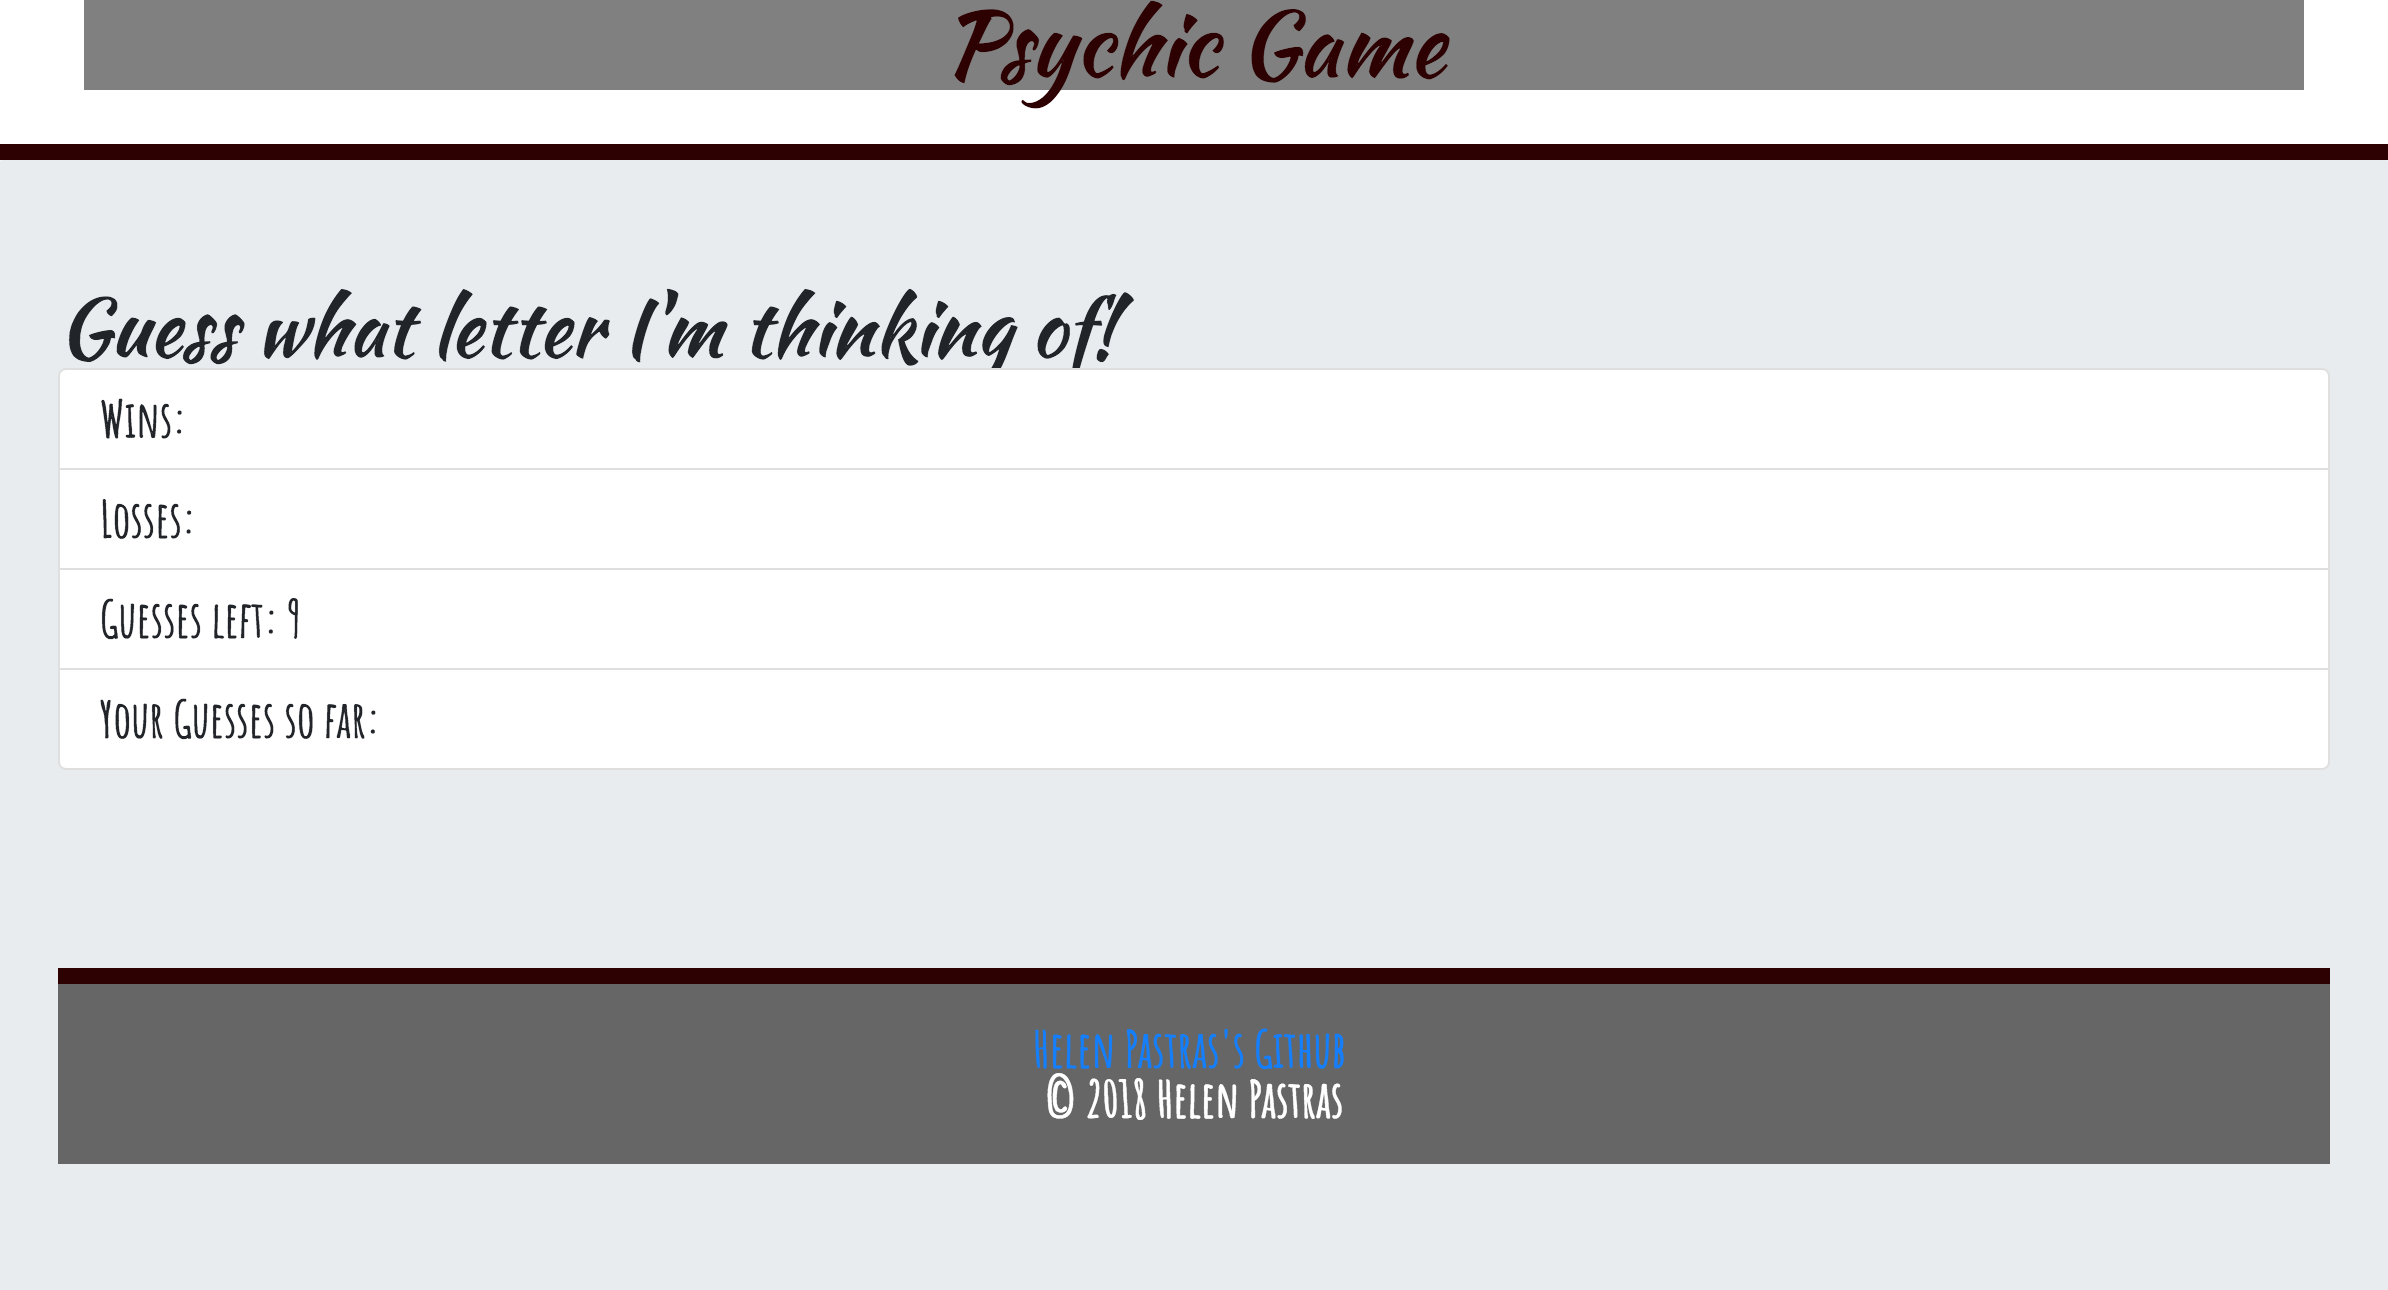 Psychic Game
Guess what letter I'm thinking of!
Wins:
Losses:
Guesses left: 9
Your Guesses so far:
Helen Pastras's Github
© 2018 Helen Pastras